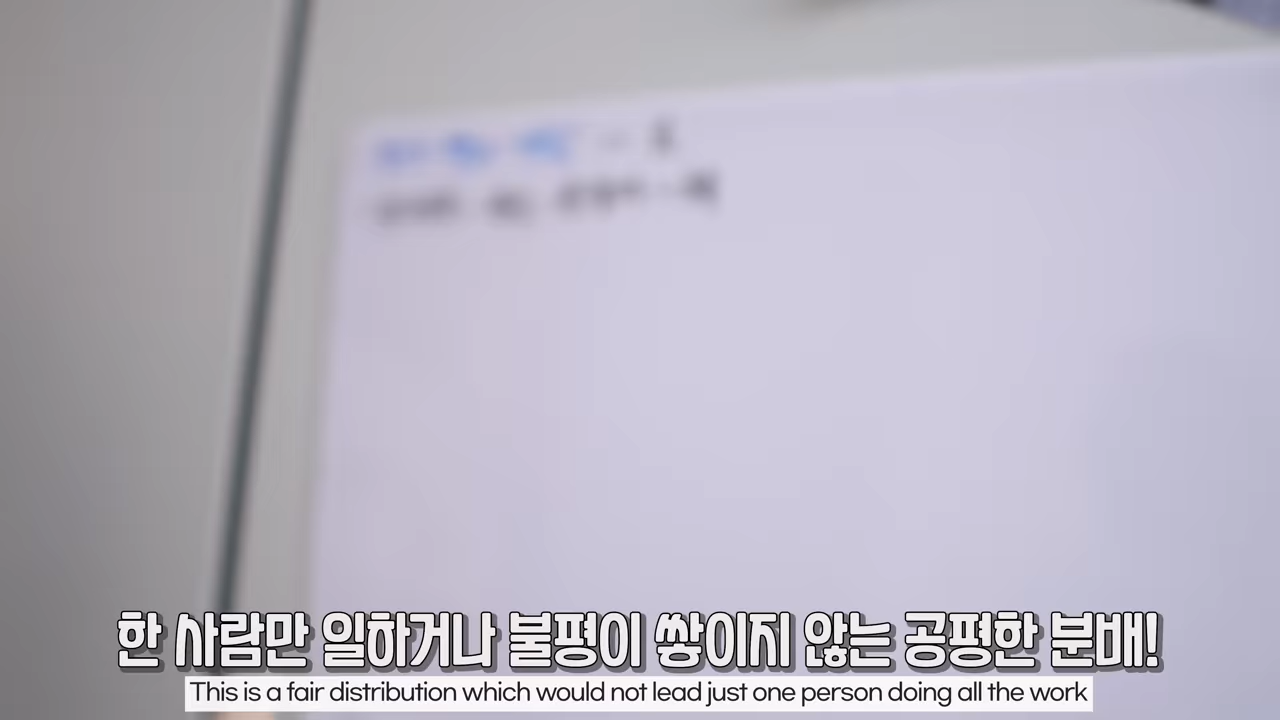 한 사람만 일하거나 불평이 쌓이지 않는 공평한 분배!
This is a fair distribution which would not lead just one person doing all the work